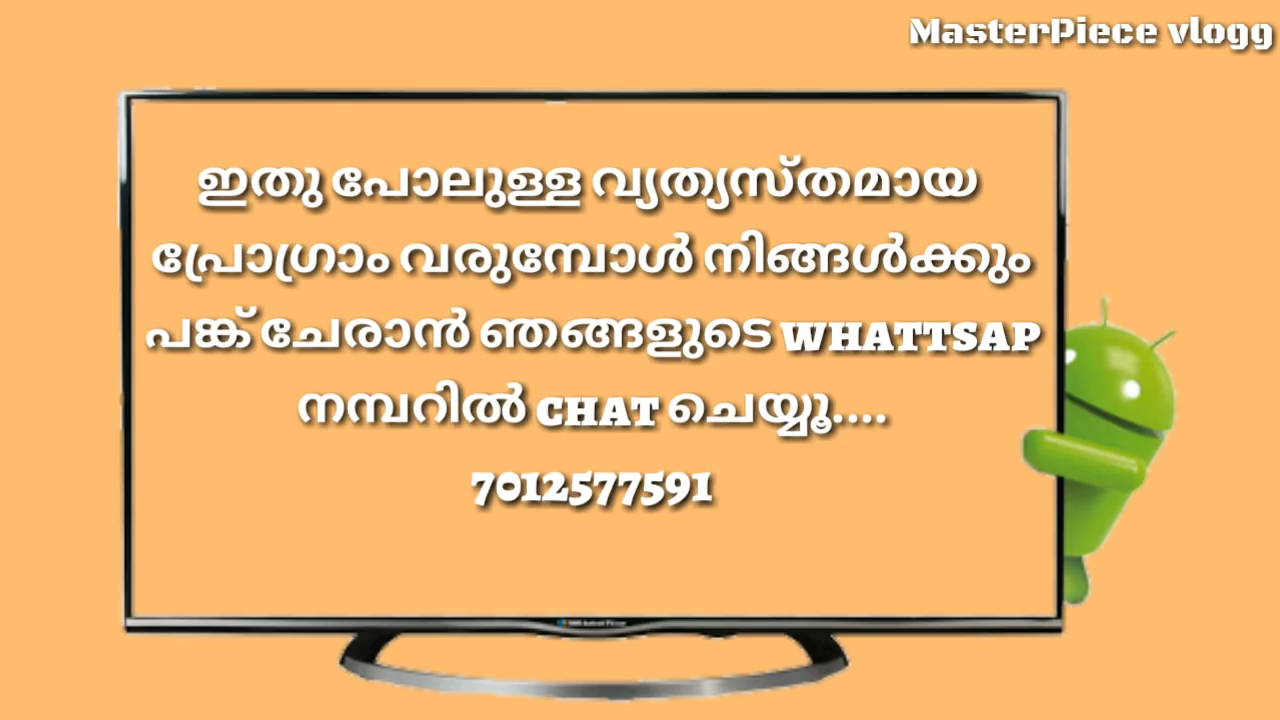 MasterPiece vlogg
ഇതു പോലുള്ള വ്യത്യസ്തമായ
പ്രോഗ്രാം വരുമ്പോൾ നിങ്ങൾക്കും
പങ്ക് ചേരാൻ ഞങ്ങളുടെ WHATTSAP
നമ്പറിൽ CHAT ചെയ്യൂ....
7012577591